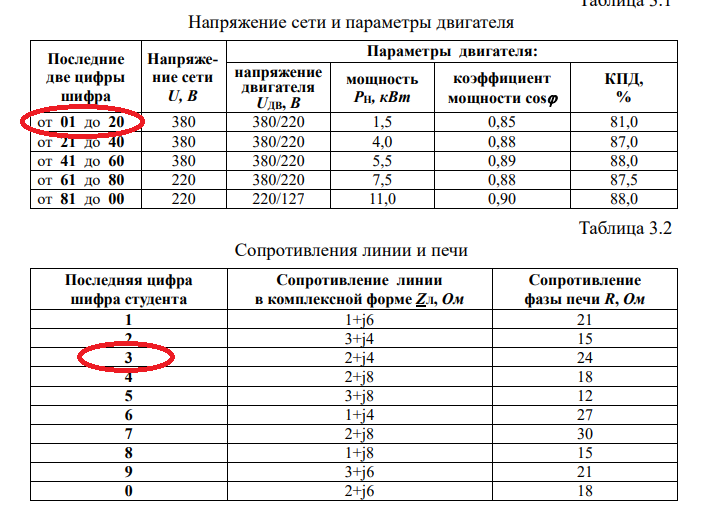 Таблица 3.1
Напряжение сети и параметры двигателя
Последние две цифры шифра | Напряже- ние сети U, В | Параметры двигателя:
напряжение двигателя UДВ, В | мощность PН, кВт | коэффициент мощности cosφ | КПД, %
от 01 до 20 | 380 | 380/220 | 1,5 | 0,85 | 81,0
от 21 до 40 | 380 | 380/220 | 4,0 | 0,88 | 87,0
от 41 до 60 | 380 | 380/220 | 5,5 | 0,89 | 88,0
от 61 до 80 | 220 | 380/220 | 7,5 | 0,88 | 87,5
от 81 до 00 | 220 | 220/127 | 11,0 | 0,90 | 88,0
Таблица 3.2
Сопротивления линии и печи
Последняя цифра шифра студента | Сопротивление линии в комплексной форме Zл, Ом | Сопротивление фазы печи R, Ом
1 | 1+j6 | 21
2 | 3+j4 | 15
3 | 2+j4 | 24
4 | 2+j8 | 18
5 | 3+j8 | 12
6 | 1+j4 | 27
7 | 2+j8 | 30
8 | 1+j8 | 15
9 | 3+j6 | 21
0 | 2+j6 | 18